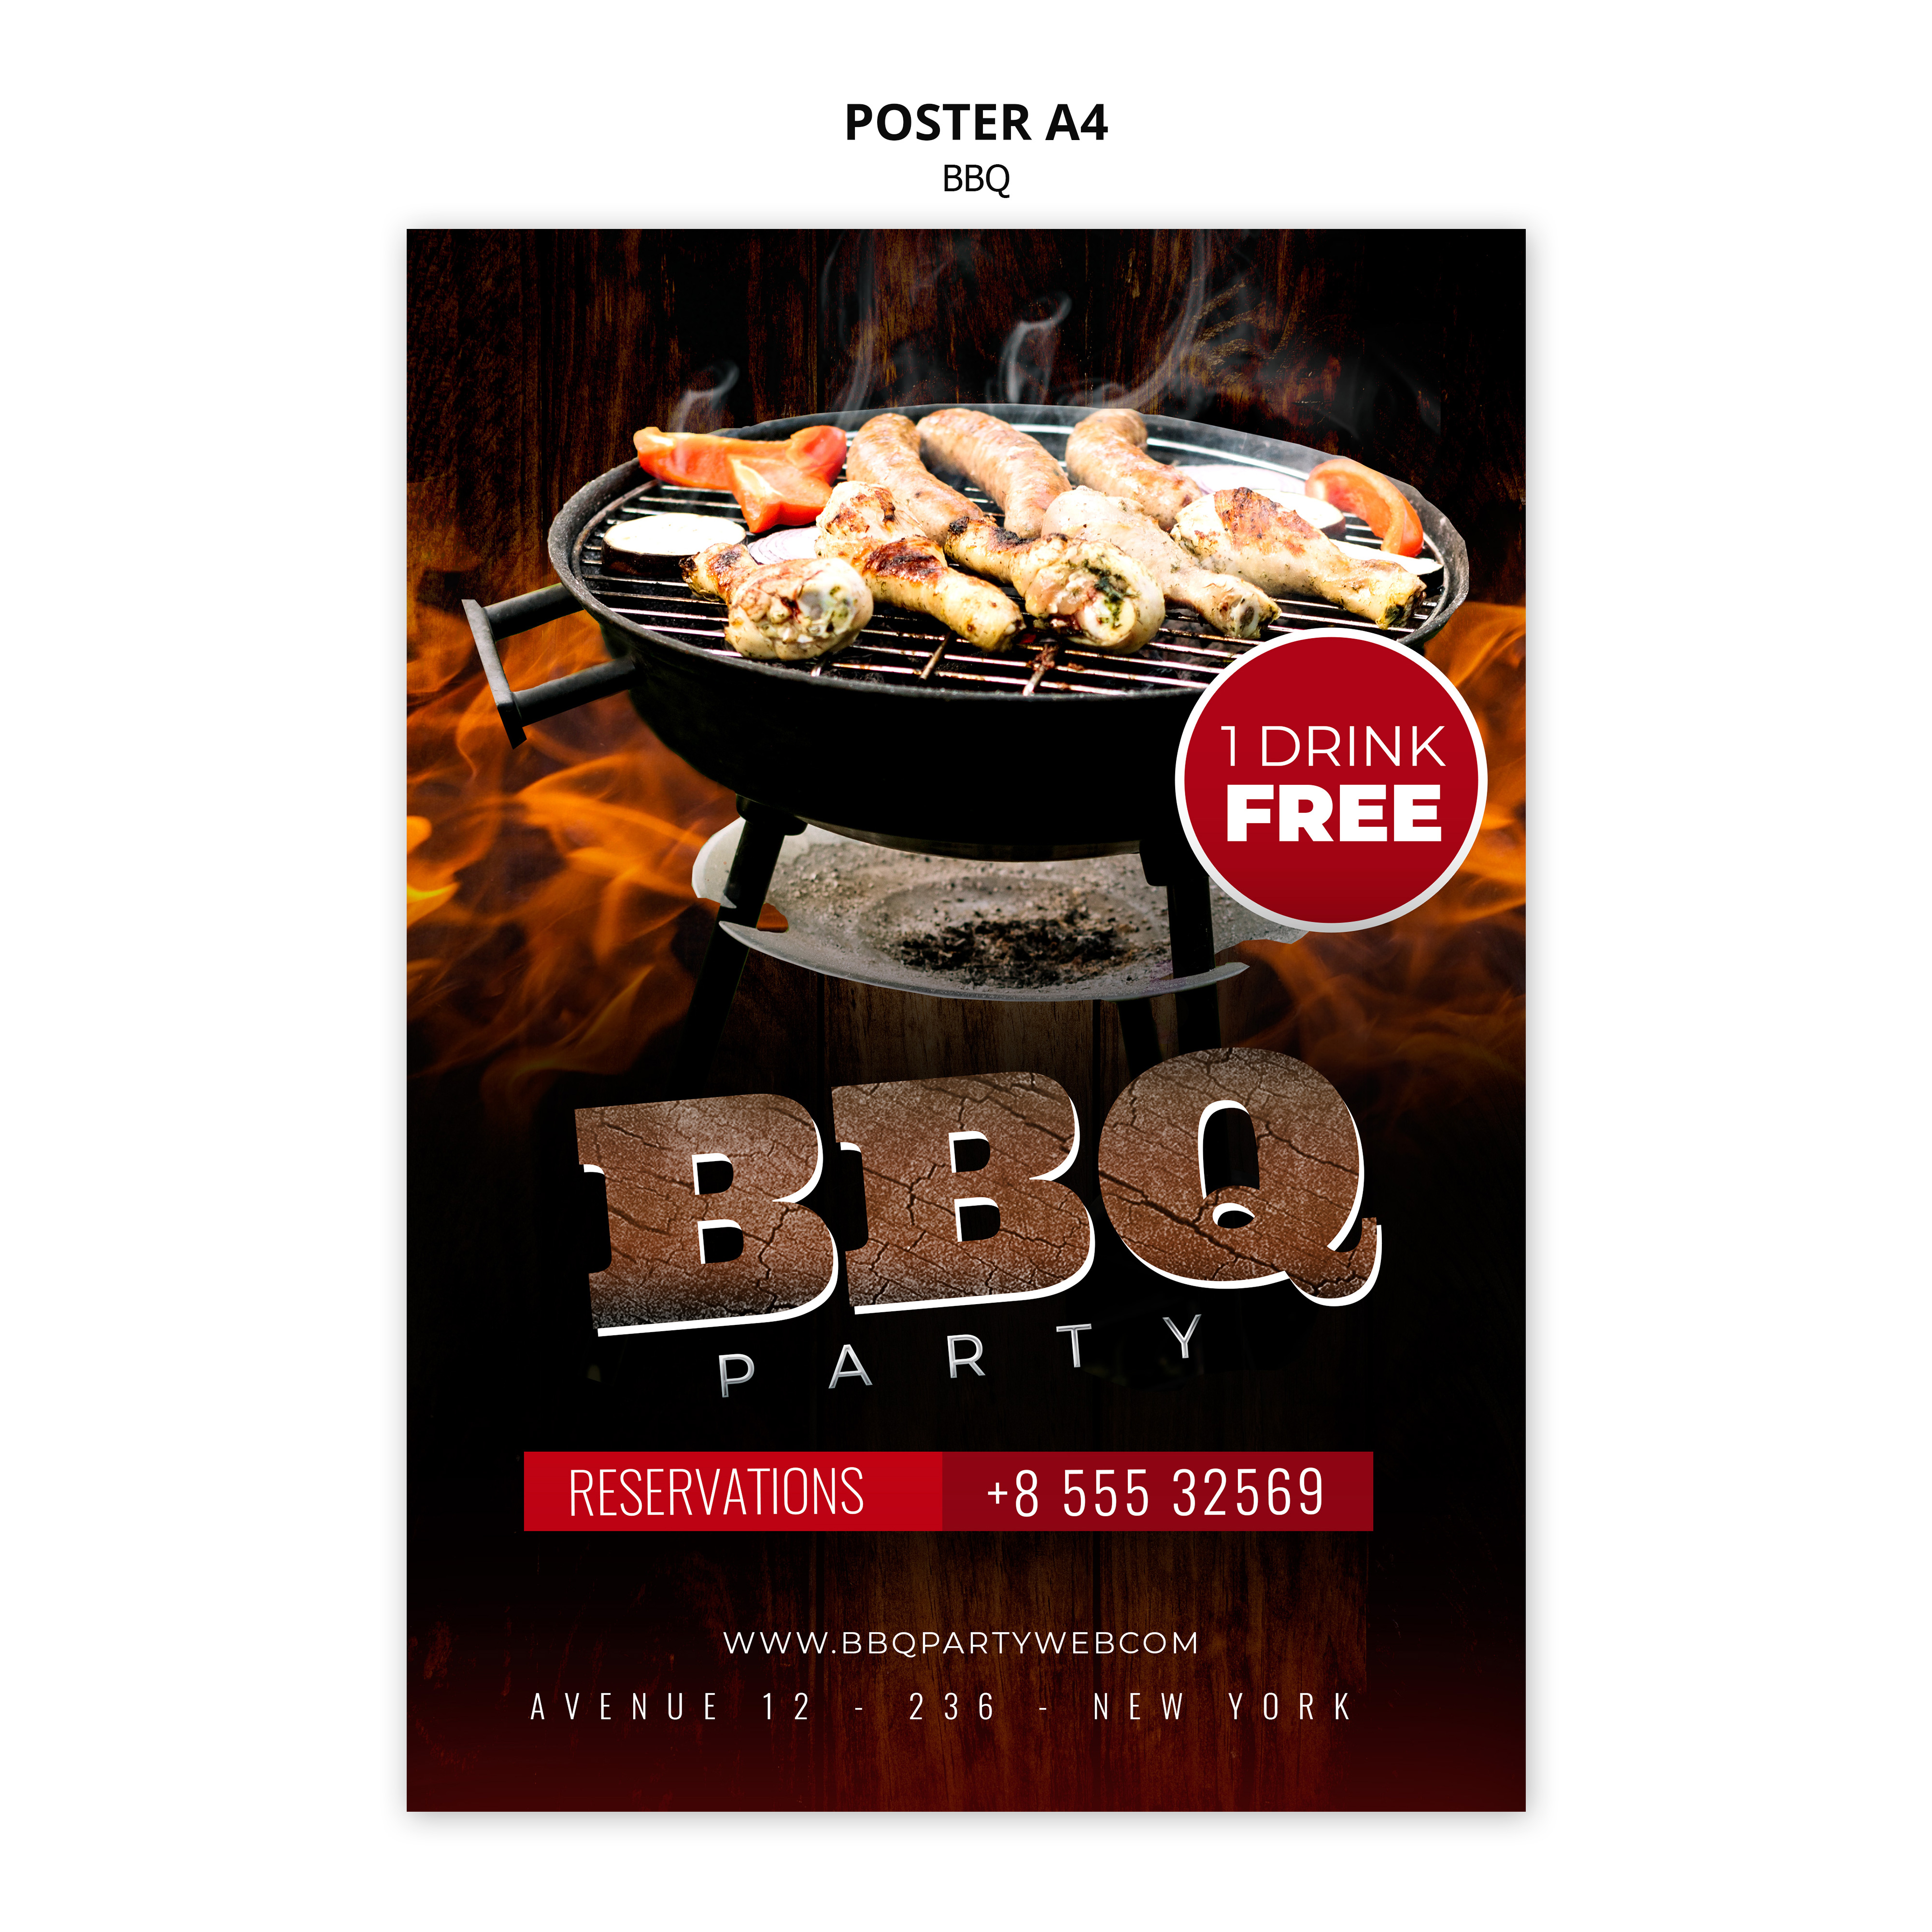 POSTER A4
BBQ
1 DRINK
FREE
BBQ
PARTY
RESERVATIONS +8 555 32569
WWW.BBQPARTYWEBCOM
AVENUE 12 - 236 - NEW YORK